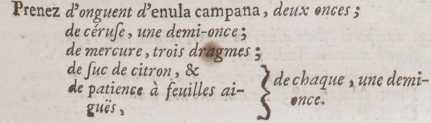 Prenez d'onguent d'enula campana, deux onces;
de céruſe, une demi-once;
de mercure, trois dragmes;
de ſuc de citron, &
de patience à feuilles ai-
guës,
de chaque, une demi-
once.